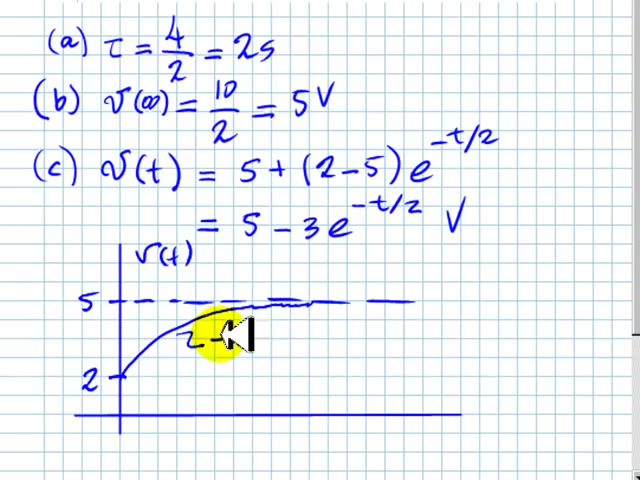 (a) τ = 4/2 = 2s
(b) v(∞) = 10/2 = 5V
(c) v(t) = 5 + (2-5) e^{-t/2}
= 5 - 3e^{-t/2} V
v(t)
5
2